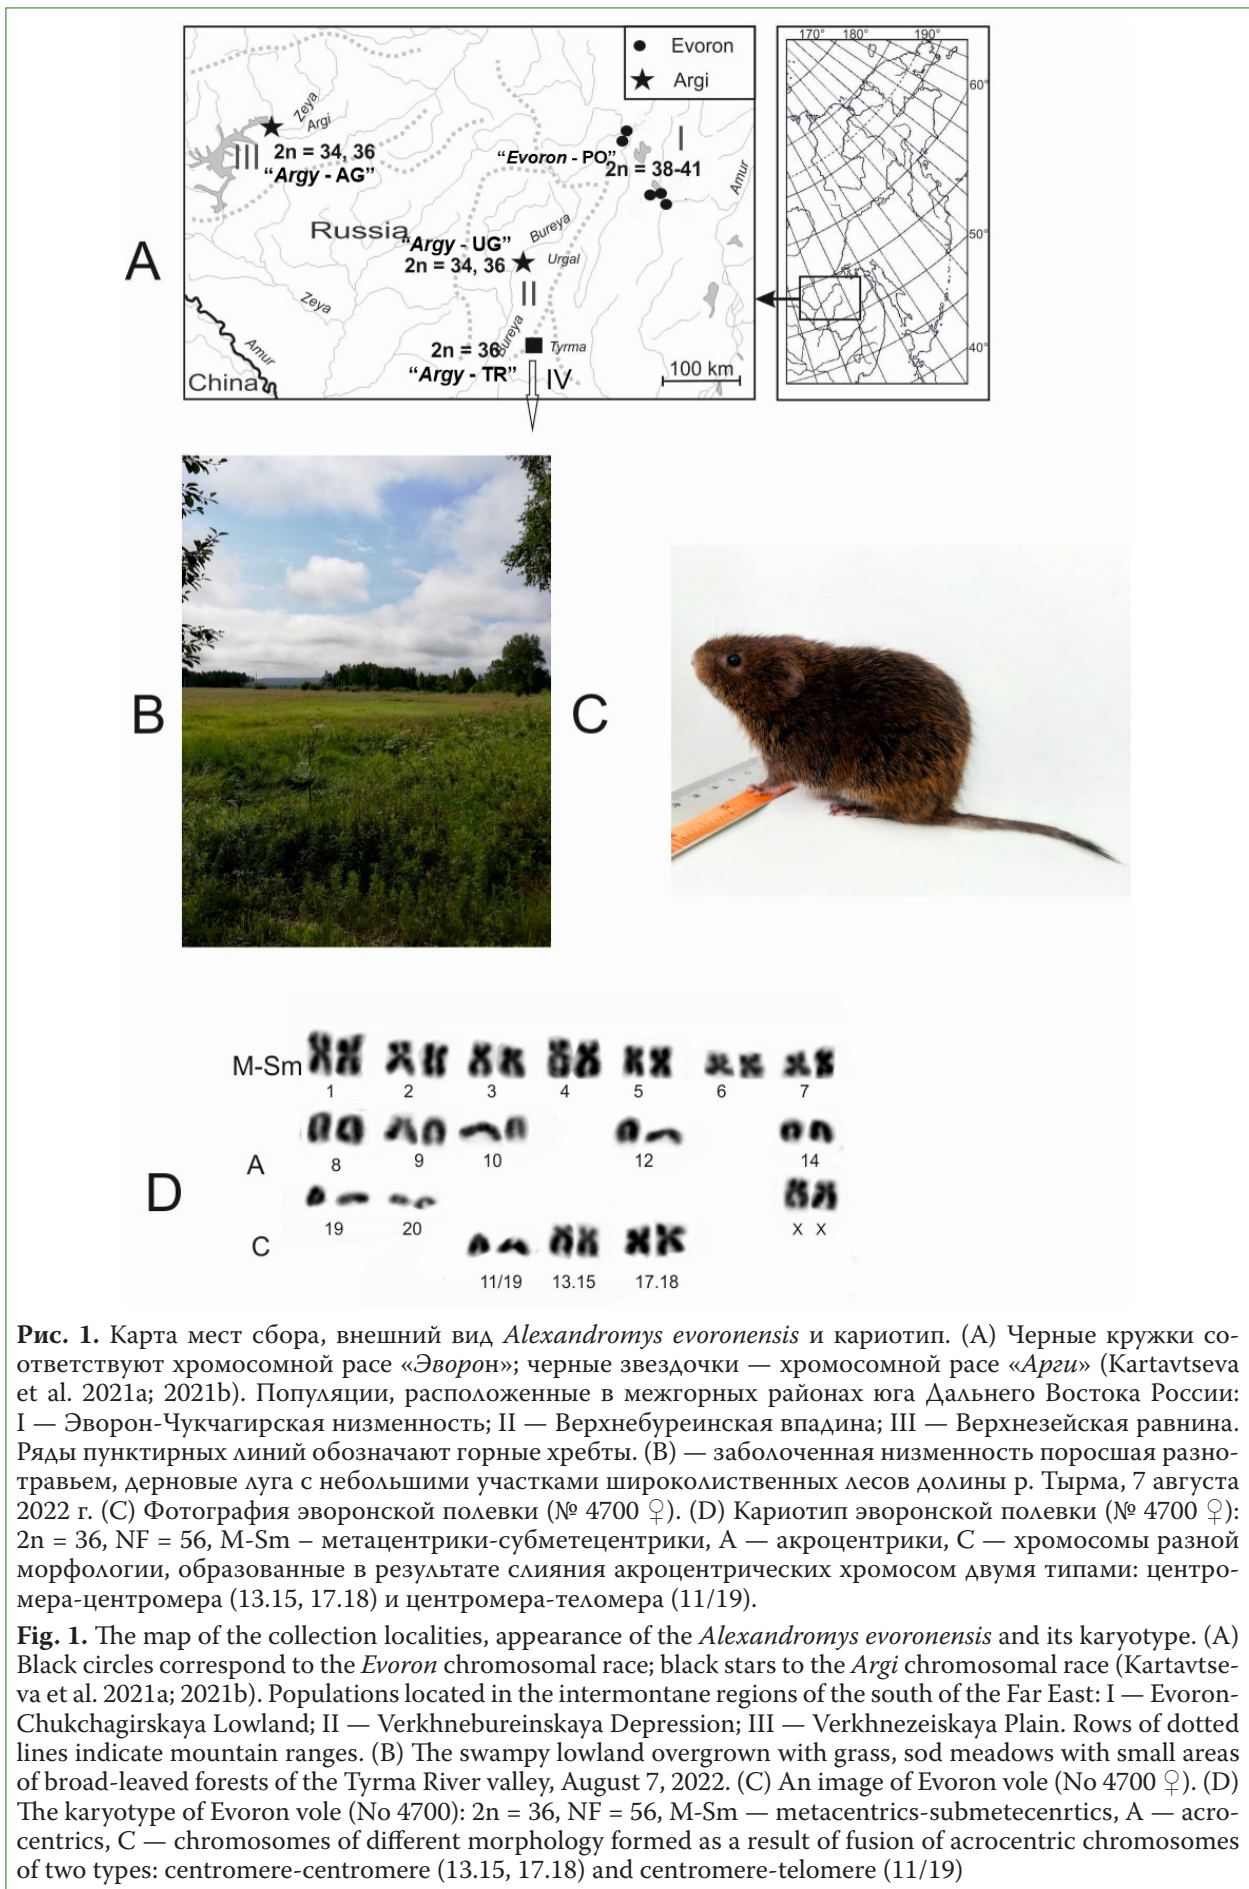 Evoron
Argi
Zeya
Argi
III
2n = 34, 36
“Argy - AG”
“Evoron - PO”
I
2n = 38-41
Amur
Russia
“Argy - UG”
2n = 34, 36
Bureya
Urgal
II
Zeya
Amur
China
Bureya
2n = 36
Tyrma
“Argy - TR”
IV
100 km
170° 180° 190°
60°
50°
40°
A
B
C
D
M-Sm
1 2 3 4 5 6 7
A
8 9 10 12 14
19 20 X X
C
11/19 13.15 17.18
Рис. 1. Карта мест сбора, внешний вид Alexandromys evoronensis и кариотип. (A) Черные кружки со-
ответствуют хромосомной расе «Эворон»; черные звездочки — хромосомной расе «Арги» (Kartavtseva
et al. 2021a; 2021b). Популяции, расположенные в межгорных районах юга Дальнего Востока России:
I — Эворон-Чукчагирская низменность; II — Верхнебуреинская впадина; III — Верхнезейская равнина.
Ряды пунктирных линий обозначают горные хребты. (B) — заболоченная низменность поросшая разно-
травьем, дерновые луга с небольшими участками широколиственных лесов долины р. Тырма, 7 августа
2022 г. (C) Фотография эворонской полевки (№ 4700 ♀). (D) Кариотип эворонской полевки (№ 4700 ♀):
2n = 36, NF = 56, M-Sm – метацентрики-субметецентрики, A — акроцентрики, C — хромосомы разной
морфологии, образованные в результате слияния акроцентрических хромосом двумя типами: центро-
мера-центромера (13.15, 17.18) и центромера-теломера (11/19).
Fig. 1. The map of the collection localities, appearance of the Alexandromys evoronensis and its karyotype. (A)
Black circles correspond to the Evoron chromosomal race; black stars to the Argi chromosomal race (Kartavtse-
va et al. 2021a; 2021b). Populations located in the intermontane regions of the south of the Far East: I — Evoron-
Chukchagirskaya Lowland; II — Verkhnebureinskaya Depression; III — Verkhnezeiskaya Plain. Rows of dotted
lines indicate mountain ranges. (B) The swampy lowland overgrown with grass, sod meadows with small areas
of broad-leaved forests of the Tyrma River valley, August 7, 2022. (C) An image of Evoron vole (No 4700 ♀). (D)
The karyotype of Evoron vole (No 4700): 2n = 36, NF = 56, M-Sm — metacentrics-submetecenrtics, A — acro-
centrics, C — chromosomes of different morphology formed as a result of fusion of acrocentric chromosomes
of two types: centromere-centromere (13.15, 17.18) and centromere-telomere (11/19)